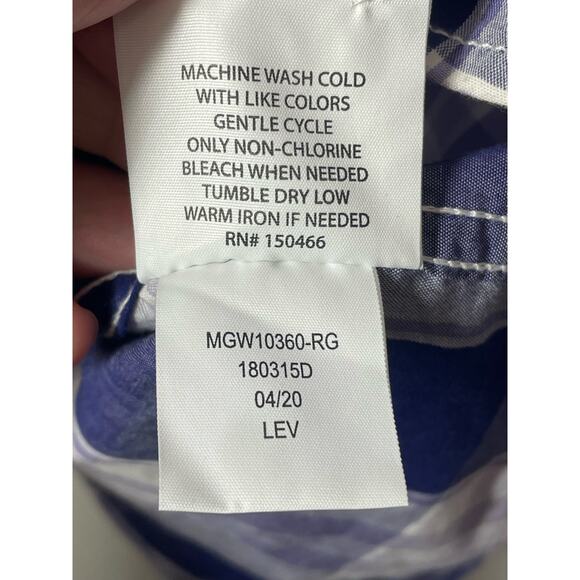 MACHINE WASH COLD
WITH LIKE COLORS
GENTLE CYCLE
ONLY NON-CHLORINE
BLEACH WHEN NEEDED
TUMBLE DRY LOW
WARM IRON IF NEEDED
RN# 150466
MGW10360-RG
180315D
04/20
LEV